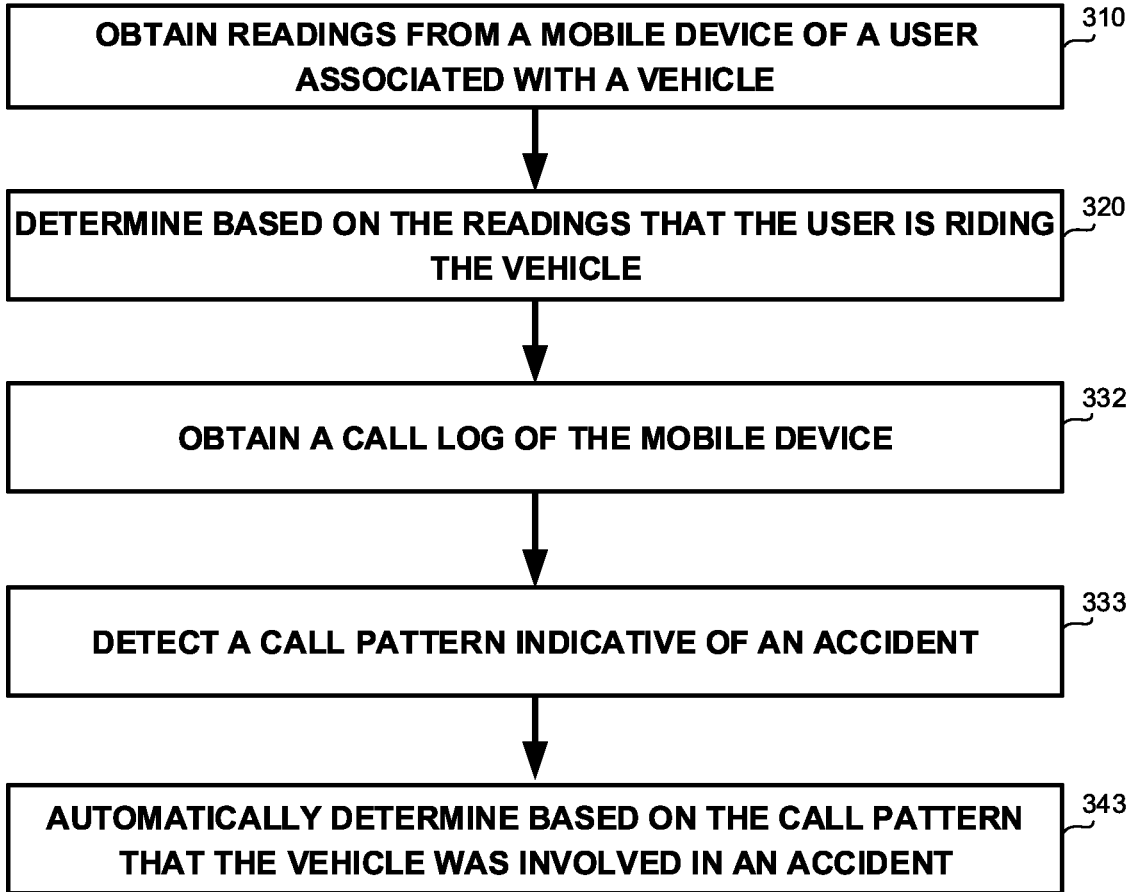 310
OBTAIN READINGS FROM A MOBILE DEVICE OF A USER
ASSOCIATED WITH A VEHICLE
320
DETERMINE BASED ON THE READINGS THAT THE USER IS RIDING
THE VEHICLE
332
OBTAIN A CALL LOG OF THE MOBILE DEVICE
333
DETECT A CALL PATTERN INDICATIVE OF AN ACCIDENT
343
AUTOMATICALLY DETERMINE BASED ON THE CALL PATTERN
THAT THE VEHICLE WAS INVOLVED IN AN ACCIDENT